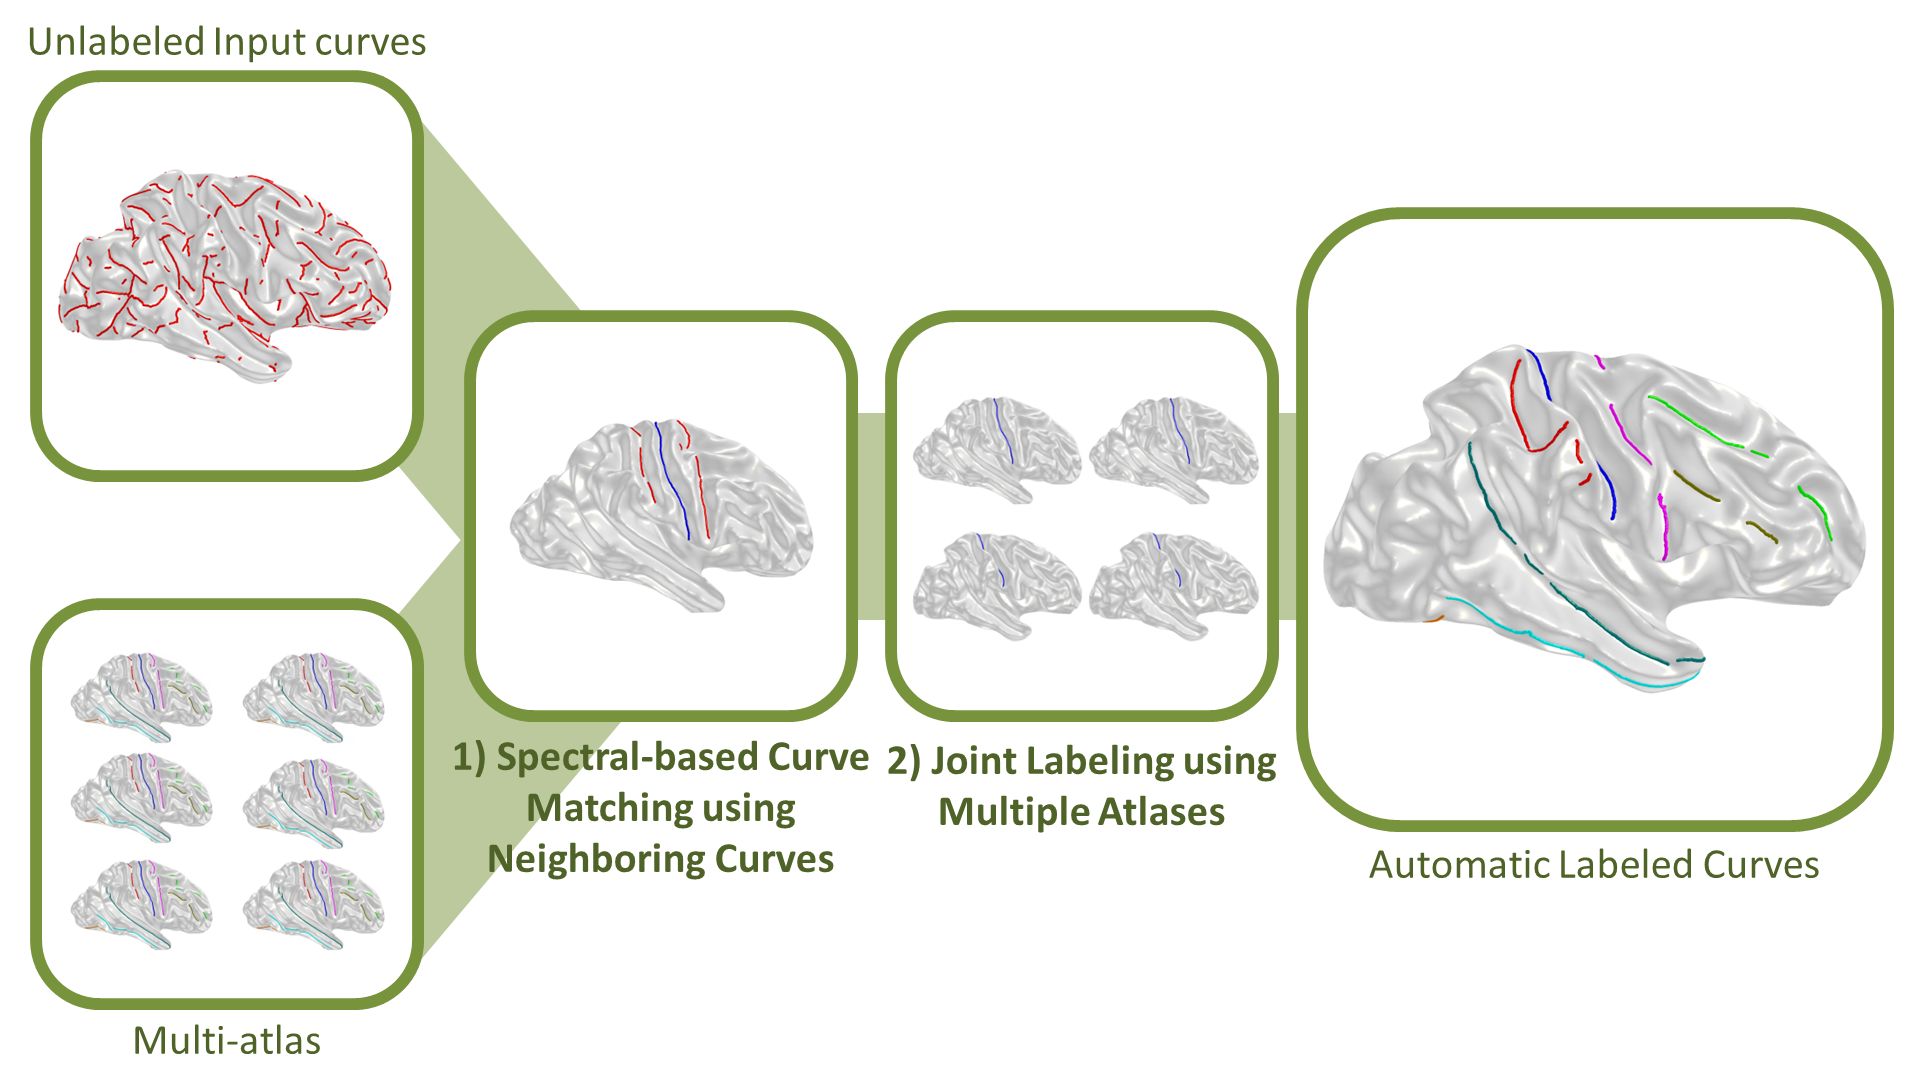 Unlabeled Input curves
Multi-atlas
1) Spectral-based Curve
Matching using
Neighboring Curves
2) Joint Labeling using
Multiple Atlases
Automatic Labeled Curves